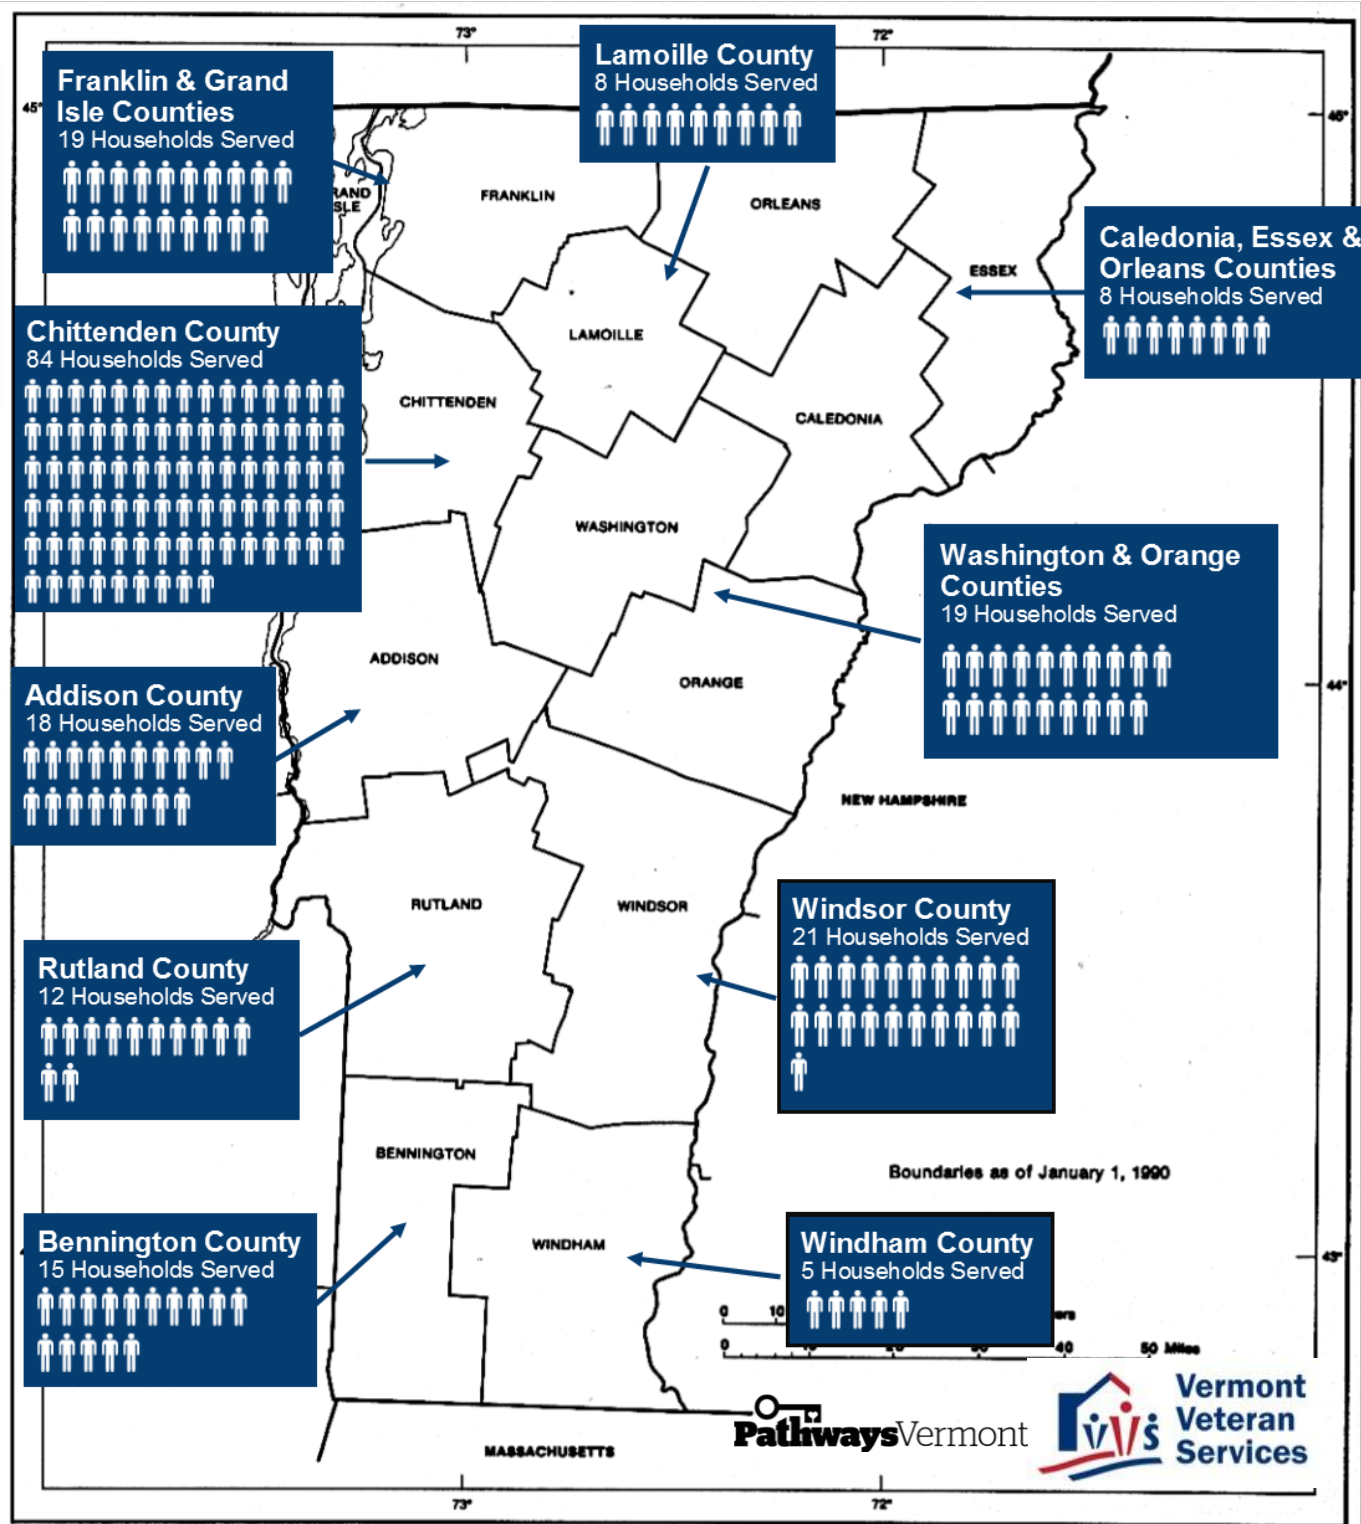 73°
72°
Franklin & Grand
Isle Counties
19 Households Served
Lamoille County
8 Households Served
45°
45°
FRANKLIN
ORLEANS
Caledonia, Essex &
Orleans Counties
8 Households Served
ESSEX
Chittenden County
84 Households Served
LAMOILLE
CHITTENDEN
CALEDONIA
WASHINGTON
Washington & Orange
Counties
19 Households Served
ADDISON
ORANGE
44°
Addison County
18 Households Served
NEW HAMPSHIRE
RUTLAND
WINDSOR
Windsor County
21 Households Served
Rutland County
12 Households Served
BENNINGTON
Boundaries as of January 1, 1990
Bennington County
15 Households Served
WINDHAM
Windham County
5 Households Served
43°
0 10
0 40 50 Miles
Pathways Vermont
Vermont
Veteran
Services
MASSACHUSETTS
73°
72°